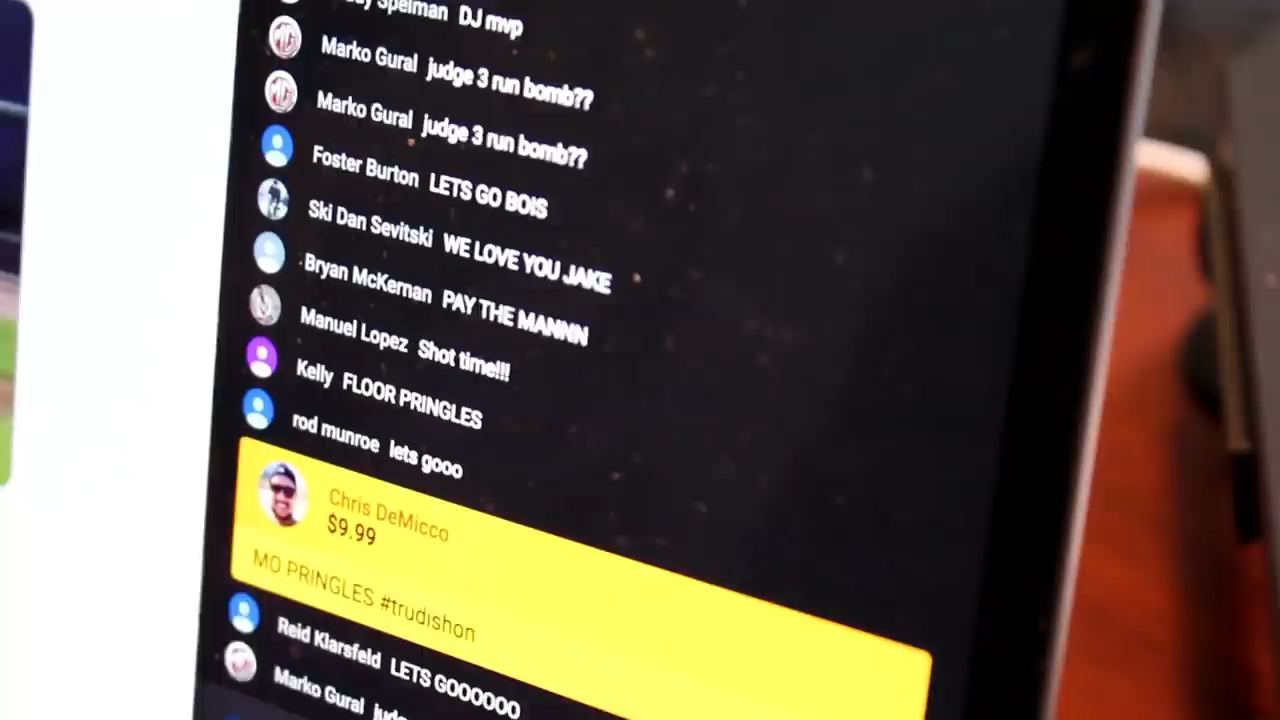 Spelman DJ mvp
Marko Gural judge 3 run bomb??
Marko Gural judge 3 run bomb??
Foster Burton LETS GO BOIS
Ski Dan Sevitski WE LOVE YOU JAKE
Bryan McKernan PAY THE MANNNN
Manuel Lopez Shot time!!!
Kelly FLOOR PRINGLES
rod munroe lets gooo
Chris DeMicco
$9.99
MO PRINGLES #trudishon
Reid Klarsfeld LETS GOOOOOO
Marko Gural